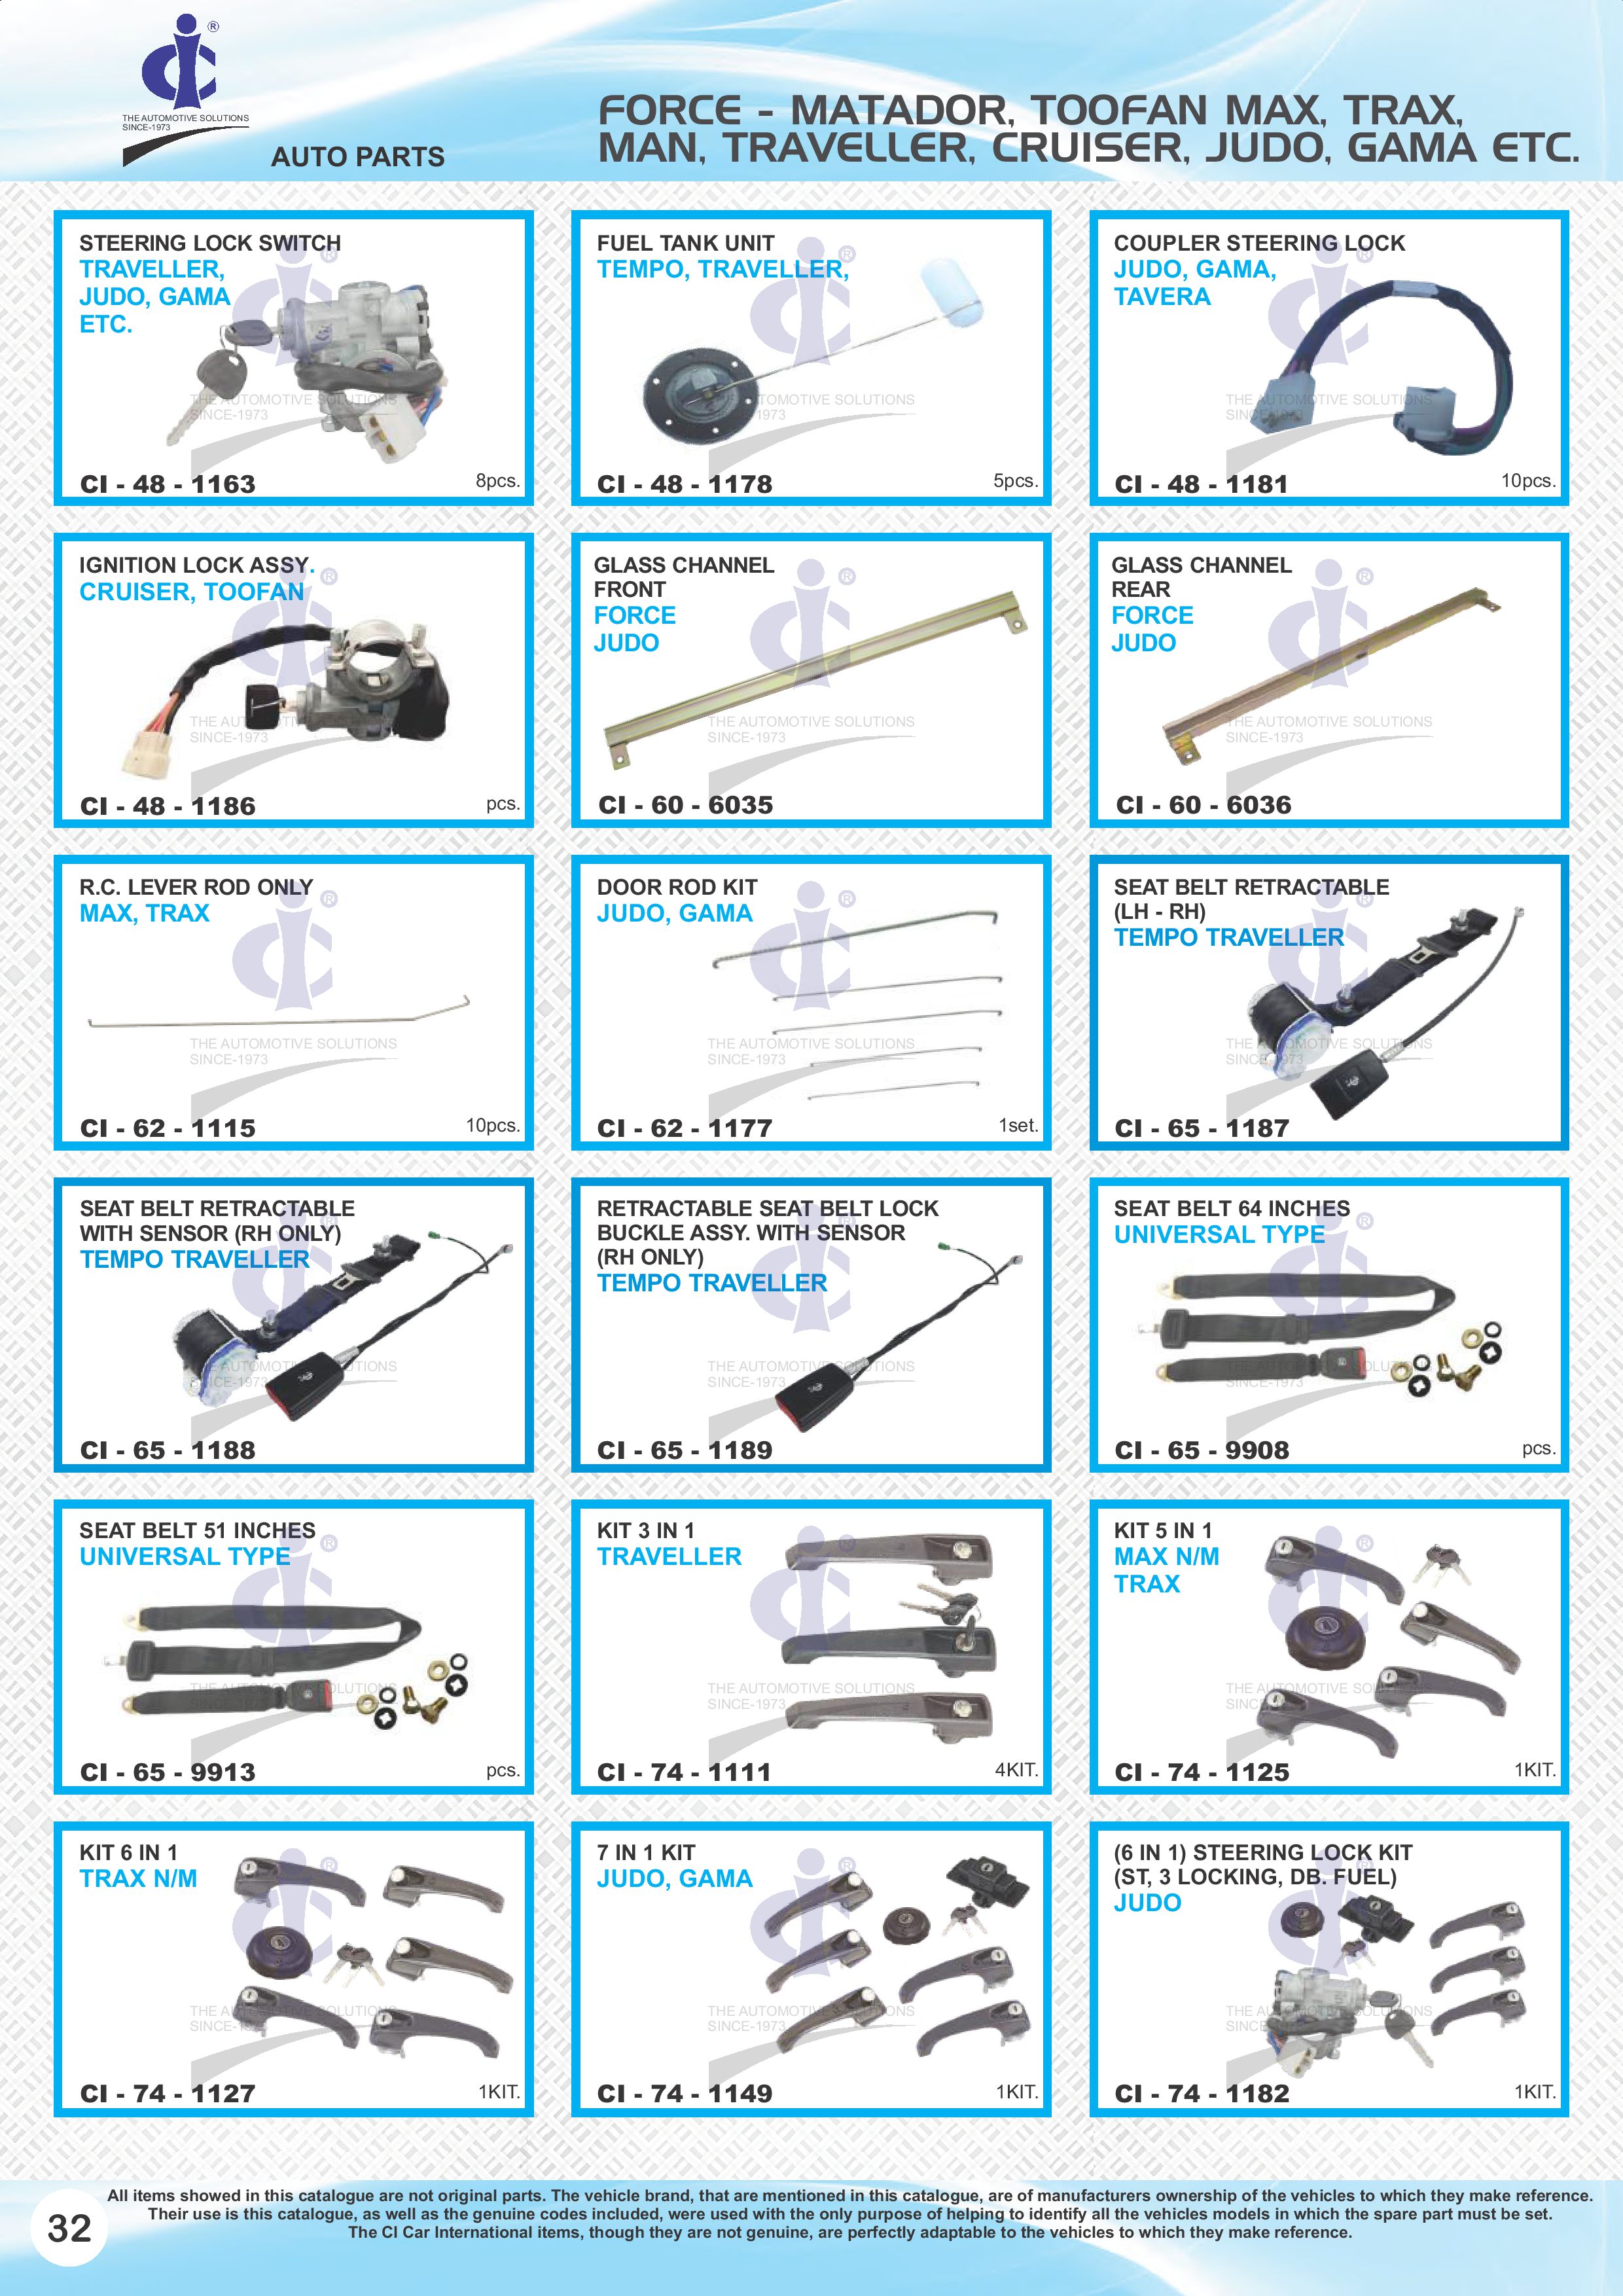 ®
THE AUTOMOTIVE SOLUTIONS
SINCE-1973
AUTO PARTS
FORCE - MATADOR, TOOFAN MAX, TRAX,
MAN, TRAVELLER, CRUISER, JUDO, GAMA ETC.
STEERING LOCK SWITCH
TRAVELLER,
JUDO, GAMA
ETC.
CI - 48 - 1163
8pcs.
FUEL TANK UNIT
TEMPO, TRAVELLER,
CI - 48 - 1178
5pcs.
COUPLER STEERING LOCK
JUDO, GAMA,
TAVERA
CI - 48 - 1181
10pcs.
IGNITION LOCK ASSY.
CRUISER, TOOFAN
CI - 48 - 1186
pcs.
GLASS CHANNEL
FRONT
FORCE
JUDO
CI - 60 - 6035
GLASS CHANNEL
REAR
FORCE
JUDO
CI - 60 - 6036
R.C. LEVER ROD ONLY
MAX, TRAX
CI - 62 - 1115
10pcs.
DOOR ROD KIT
JUDO, GAMA
CI - 62 - 1177
1set.
SEAT BELT RETRACTABLE
(LH - RH)
TEMPO TRAVELLER
CI - 65 - 1187
SEAT BELT RETRACTABLE
WITH SENSOR (RH ONLY)
TEMPO TRAVELLER
CI - 65 - 1188
RETRACTABLE SEAT BELT LOCK
BUCKLE ASSY. WITH SENSOR
(RH ONLY)
TEMPO TRAVELLER
CI - 65 - 1189
SEAT BELT 64 INCHES
UNIVERSAL TYPE
CI - 65 - 9908
pcs.
SEAT BELT 51 INCHES
UNIVERSAL TYPE
CI - 65 - 9913
pcs.
KIT 3 IN 1
TRAVELLER
CI - 74 - 1111
4KIT.
KIT 5 IN 1
MAX N/M
TRAX
CI - 74 - 1125
1KIT.
KIT 6 IN 1
TRAX N/M
CI - 74 - 1127
1KIT.
7 IN 1 KIT
JUDO, GAMA
CI - 74 - 1149
1KIT.
(6 IN 1) STEERING LOCK KIT
(ST, 3 LOCKING, DB. FUEL)
JUDO
CI - 74 - 1182
1KIT.
32
All items showed in this catalogue are not original parts. The vehicle brand, that are mentioned in this catalogue, are of manufacturers ownership of the vehicles to which they make reference.
Their use is this catalogue, as well as the genuine codes included, were used with the only purpose of helping to identify all the vehicles models in which the spare part must be set.
The CI Car International items, though they are not genuine, are perfectly adaptable to the vehicles to which they make reference.